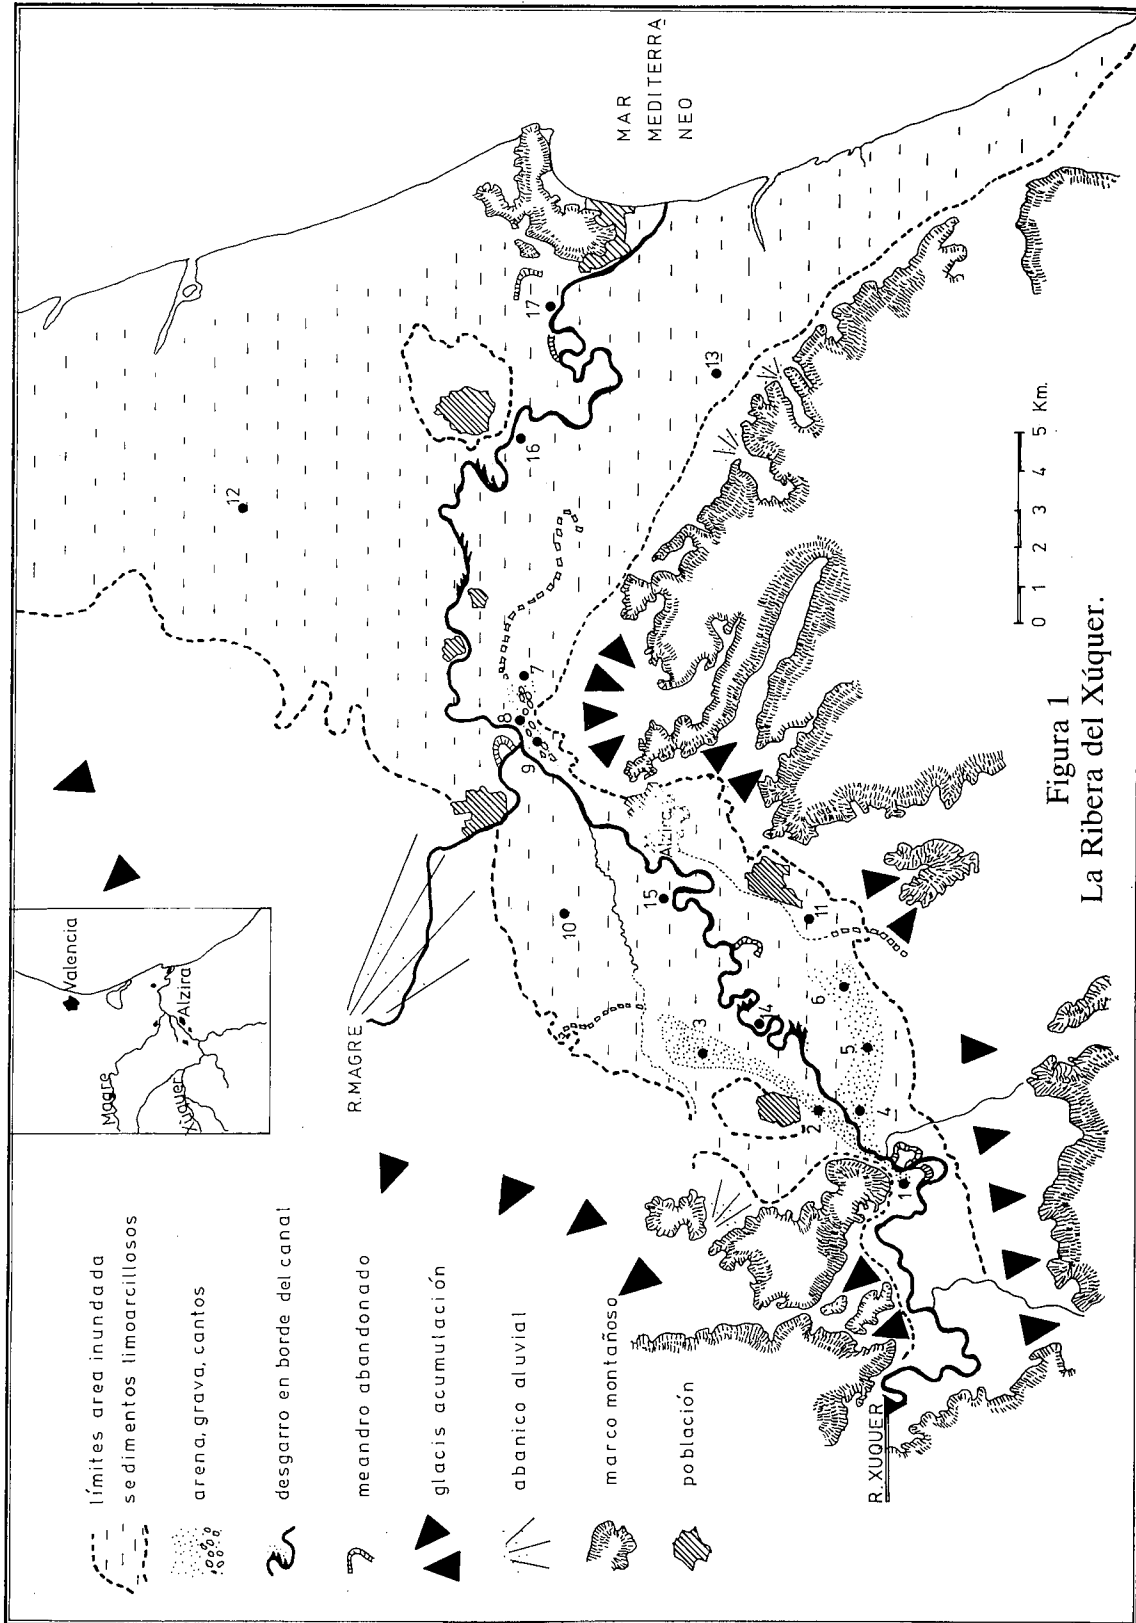 límites area inundada
sedimentos limoarcillosos
arena, grava, cantos
desgarro en borde del canal
meandro abandonado
glacis acumulación
abanico aluvial
marco montañoso
población
Valencia
Alzira
Magre
Xúquer
R. MAGRE
R. XUQUER
Alzira
MAR
MEDITERRA
NEO
1
2
3
4
5
6
7
8
9
10
11
12
13
14
15
16
17
0 1 2 3 4 5 Km.
Figura 1
La Ribera del Xúquer.